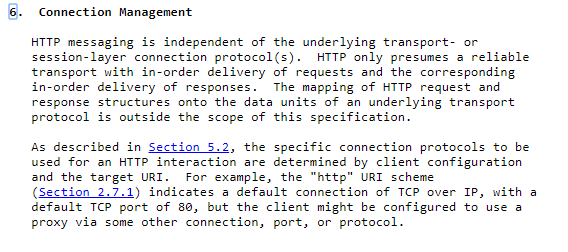 6.  Connection Management
HTTP messaging is independent of the underlying transport- or
session-layer connection protocol(s).  HTTP only presumes a reliable
transport with in-order delivery of requests and the corresponding
in-order delivery of responses.  The mapping of HTTP request and
response structures onto the data units of an underlying transport
protocol is outside the scope of this specification.
As described in Section 5.2, the specific connection protocols to be
used for an HTTP interaction are determined by client configuration
and the target URI.  For example, the "http" URI scheme
(Section 2.7.1) indicates a default connection of TCP over IP, with a
default TCP port of 80, but the client might be configured to use a
proxy via some other connection, port, or protocol.